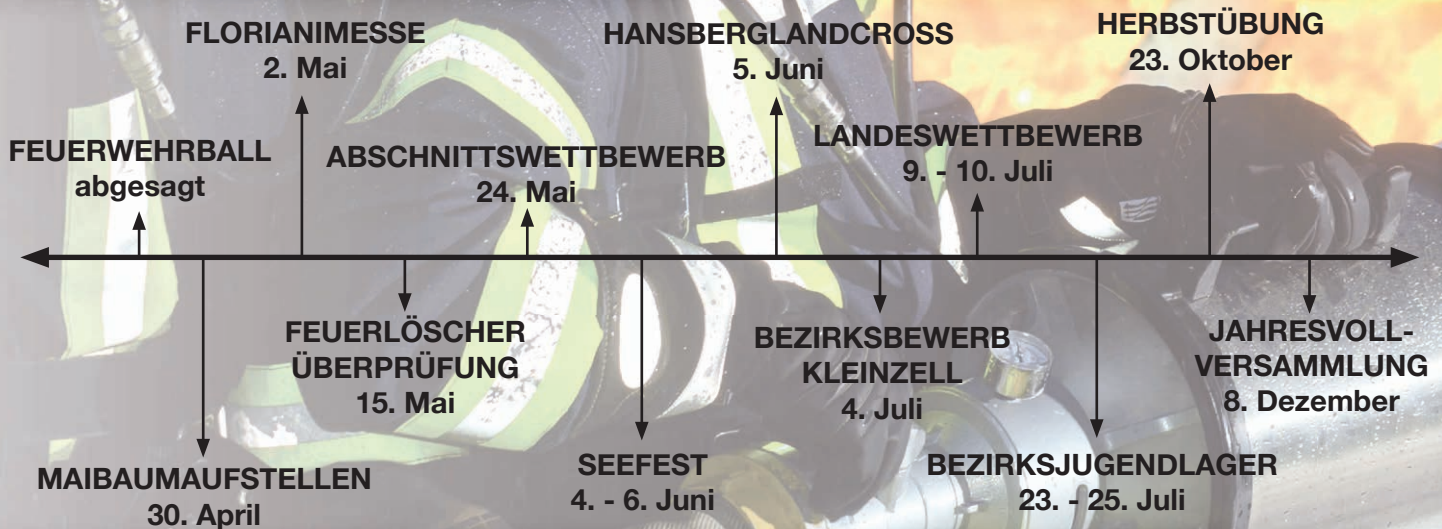 FEUERWEHRBALL
abgesagt
MAIBAUMAUFSTELLEN
30. April
FLORIANIMESSE
2. Mai
FEUERLÖSCHER
ÜBERPRÜFUNG
15. Mai
ABSCHNITTSWETTBEWERB
24. Mai
SEEFEST
4. - 6. Juni
HANSBERGLANDCROSS
5. Juni
BEZIRKSBEWERB
KLEINZELL
4. Juli
LANDESWETTBEWERB
9. - 10. Juli
BEZIRKSJUGENDLAGER
23. - 25. Juli
HERBSTÜBUNG
23. Oktober
JAHRESVOLL-
VERSAMMLUNG
8. Dezember